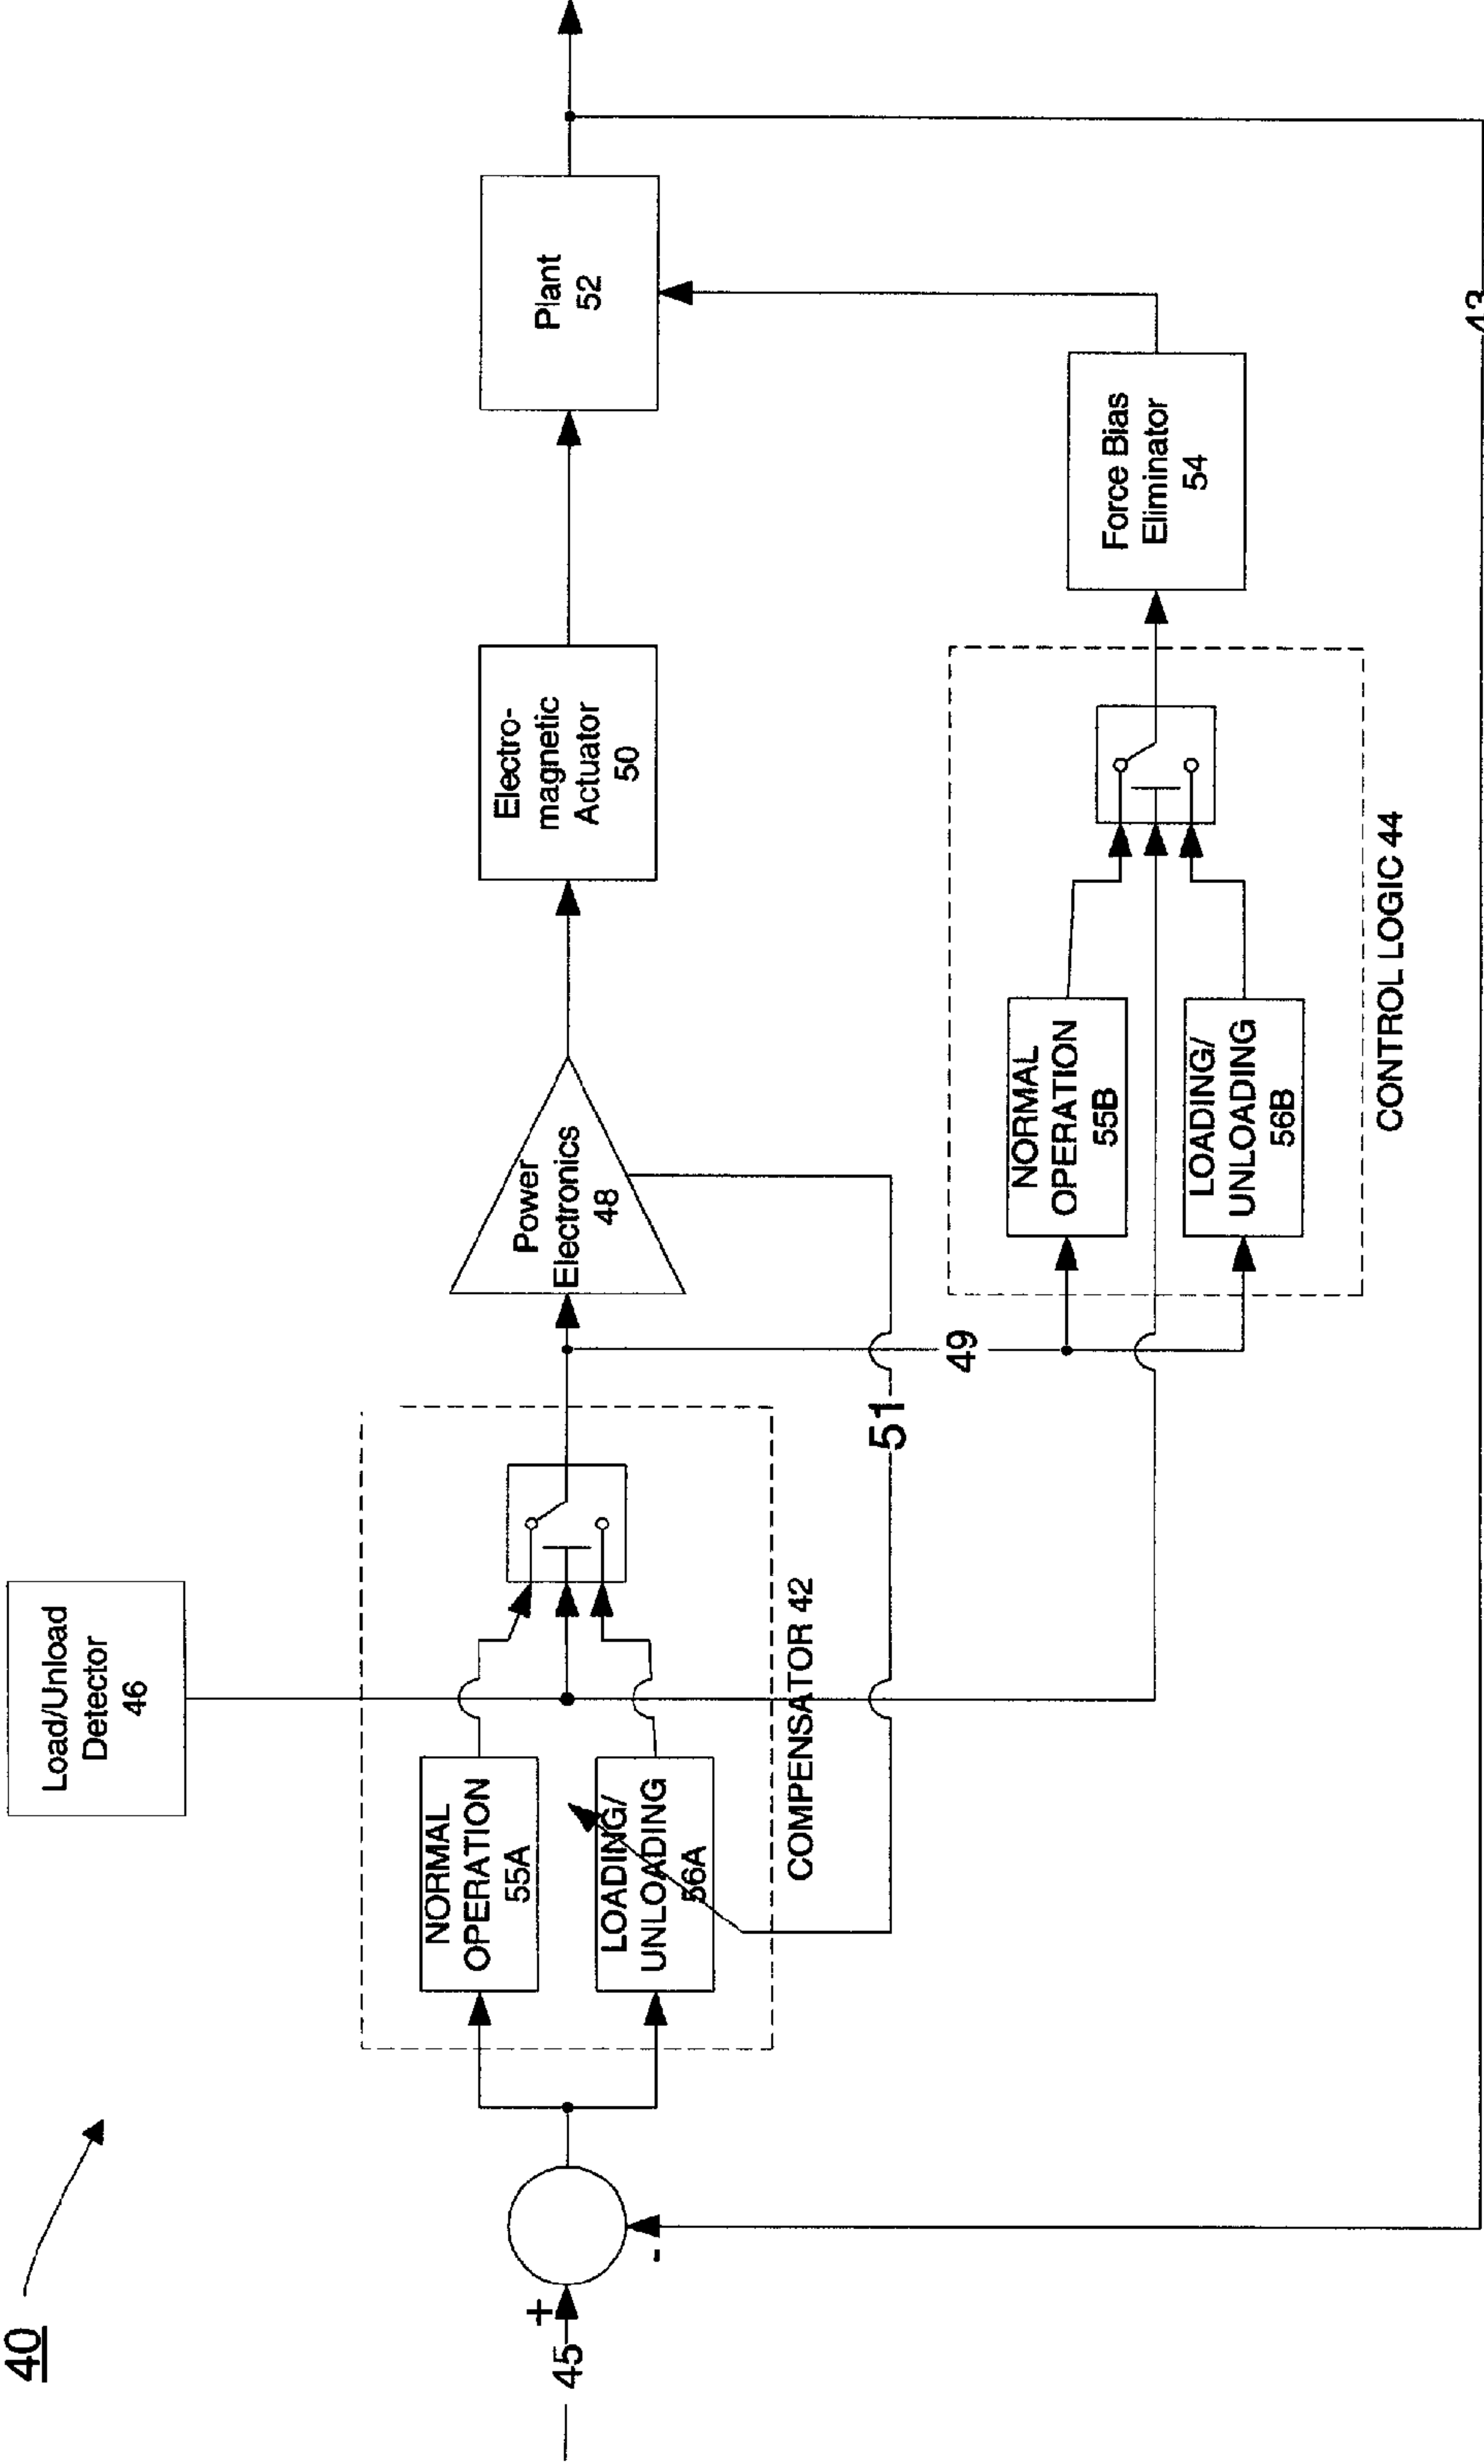 40
Load/Unload
Detector
46
45
+
-
NORMAL
OPERATION
55A
LOADING/
UNLOADING
56A
COMPENSATOR 42
Power
Electronics
48
Electro-
magnetic
Actuator
50
Plant
52
51
49
NORMAL
OPERATION
55B
LOADING/
UNLOADING
56B
CONTROL LOGIC 44
Force Bias
Eliminator
54
43